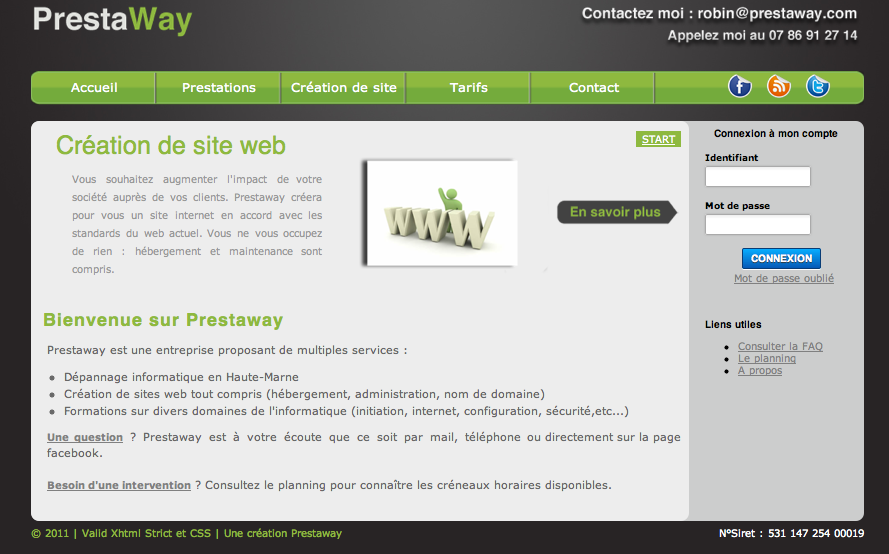 PrestaWay
Contactez moi : robin@prestaway.com
Appelez moi au 07 86 91 27 14
Accueil
Prestations
Création de site
Tarifs
Contact
Création de site web
START
Vous souhaitez augmenter l'impact de votre
société auprès de vos clients. Prestaway créera
pour vous un site internet en accord avec les
standards du web actuel. Vous ne vous occupez
de rien : hébergement et maintenance sont
compris.
WWW
En savoir plus
Bienvenue sur Prestaway
Prestaway est une entreprise proposant de multiples services :
Dépannage informatique en Haute-Marne
Création de sites web tout compris (hébergement, administration, nom de domaine)
Formations sur divers domaines de l'informatique (initiation, internet, configuration, sécurité,etc...)
Une question ? Prestaway est à votre écoute que ce soit par mail, téléphone ou directement sur la page
facebook.
Besoin d'une intervention ? Consultez le planning pour connaître les créneaux horaires disponibles.
Connexion à mon compte
Identifiant
Mot de passe
CONNEXION
Mot de passe oublié
Liens utiles
Consulter la FAQ
Le planning
A propos
© 2011 | Valid Xhtml Strict et CSS | Une création Prestaway
N°Siret : 531 147 254 00019